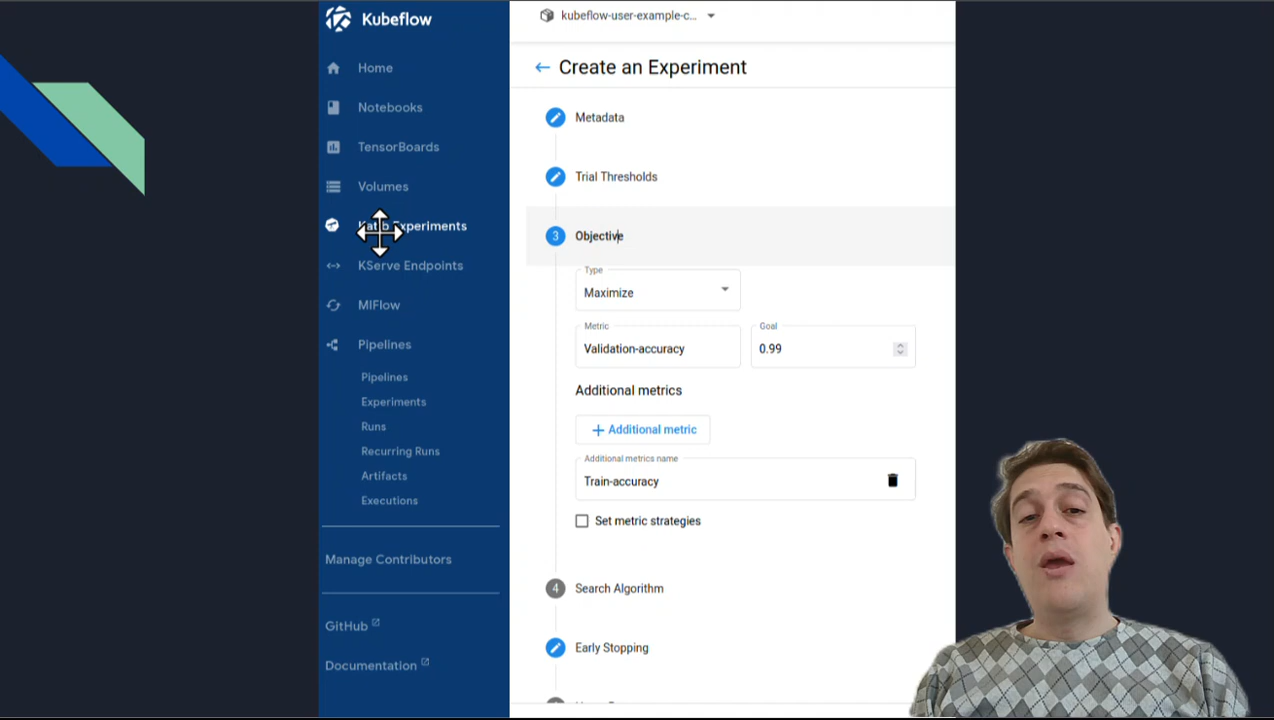 Kubeflow
Home
Notebooks
TensorBoards
Volumes
Katib Experiments
KServe Endpoints
MlFlow
Pipelines
Pipelines
Experiments
Runs
Recurring Runs
Artifacts
Executions
Manage Contributors
GitHub
Documentation
kubeflow-user-example-c...
Create an Experiment
Metadata
Trial Thresholds
3 Objective
Type
Maximize
Metric
Validation-accuracy
Goal
0.99
Additional metrics
+ Additional metric
Additional metrics name
Train-accuracy
Set metric strategies
4 Search Algorithm
Early Stopping